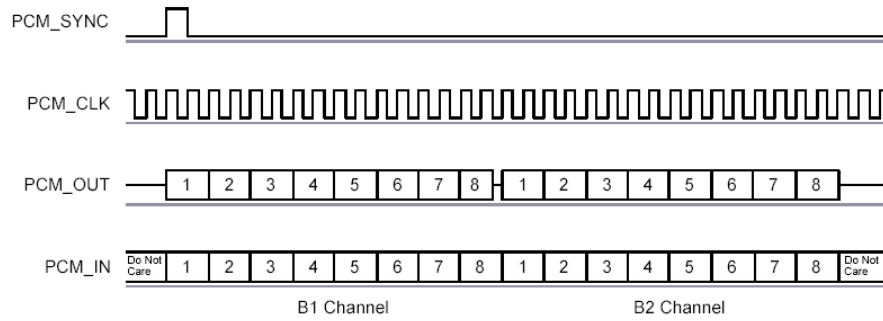 PCM_SYNC
PCM_CLK
PCM_OUT 1 2 3 4 5 6 7 8 1 2 3 4 5 6 7 8
PCM_IN Do Not Care 1 2 3 4 5 6 7 8 1 2 3 4 5 6 7 8 Do Not Care
B1 Channel B2 Channel